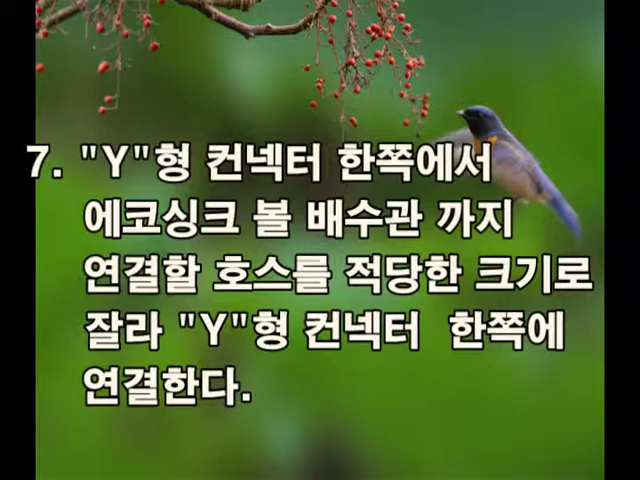 7. "Y"형 컨넥터 한쪽에서
에코싱크 볼 배수관 까지
연결할 호스를 적당한 크기로
잘라 "Y"형 컨넥터 한쪽에
연결한다.